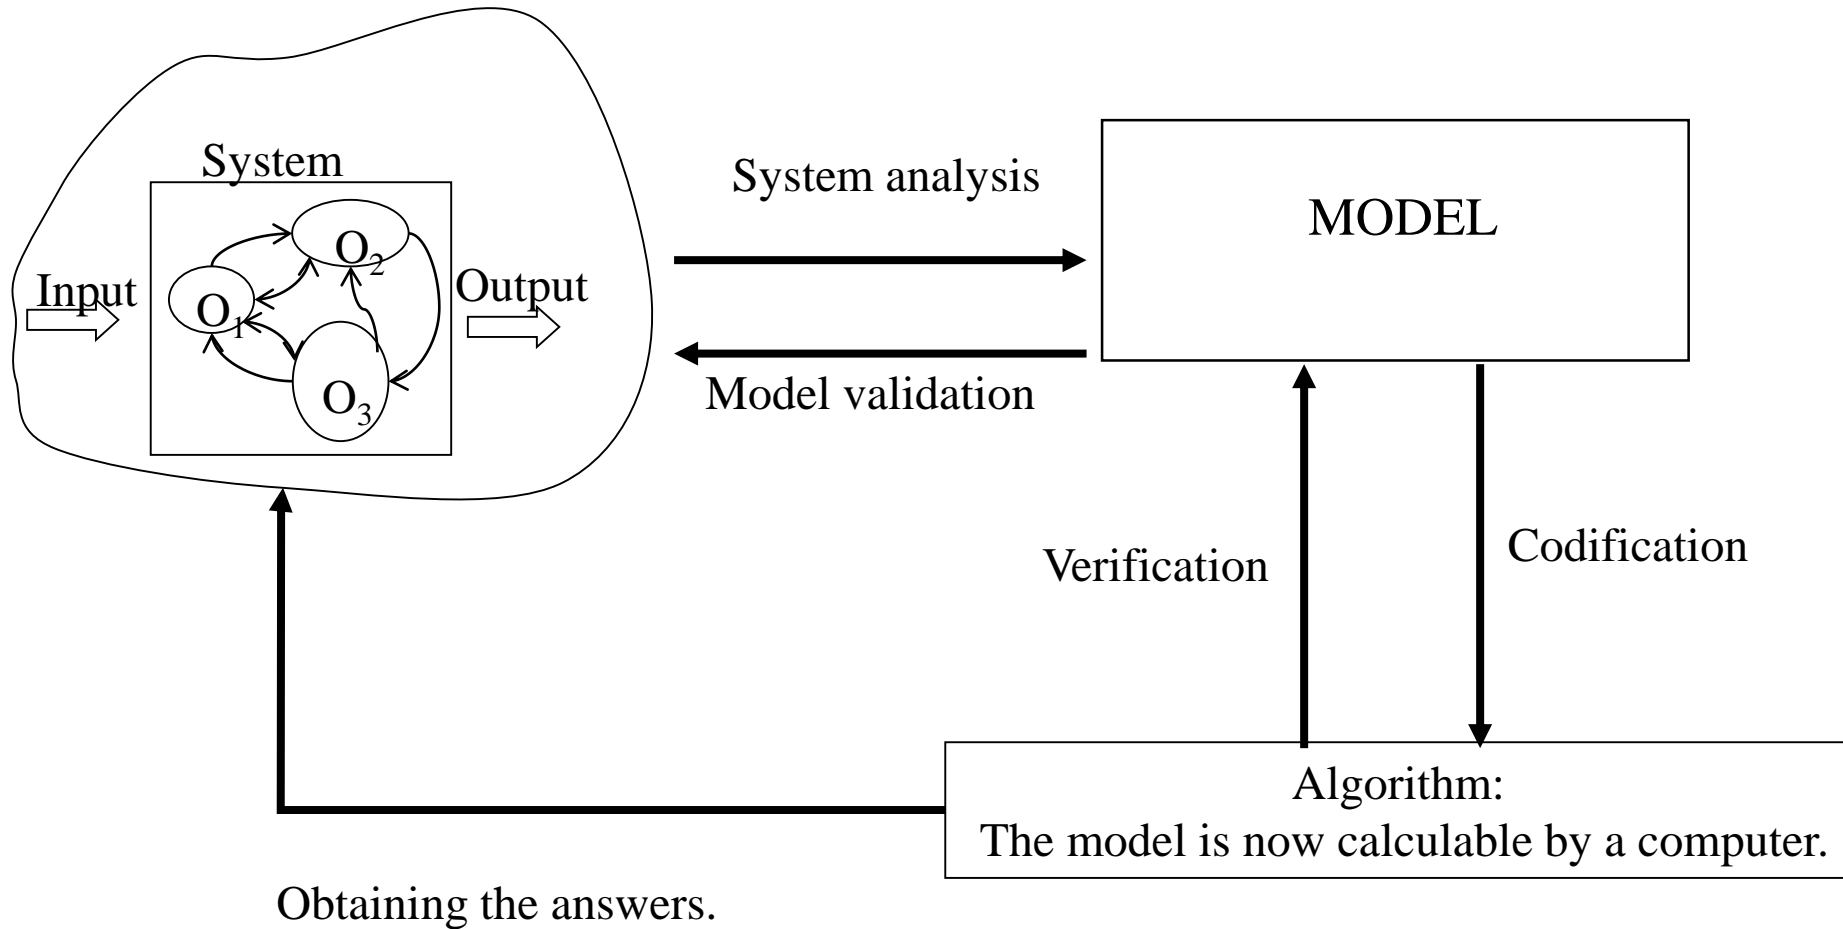 System
Input
O2
O1
O3
Output
System analysis
Model validation
MODEL
Verification
Codification
Algorithm:
The model is now calculable by a computer.
Obtaining the answers.